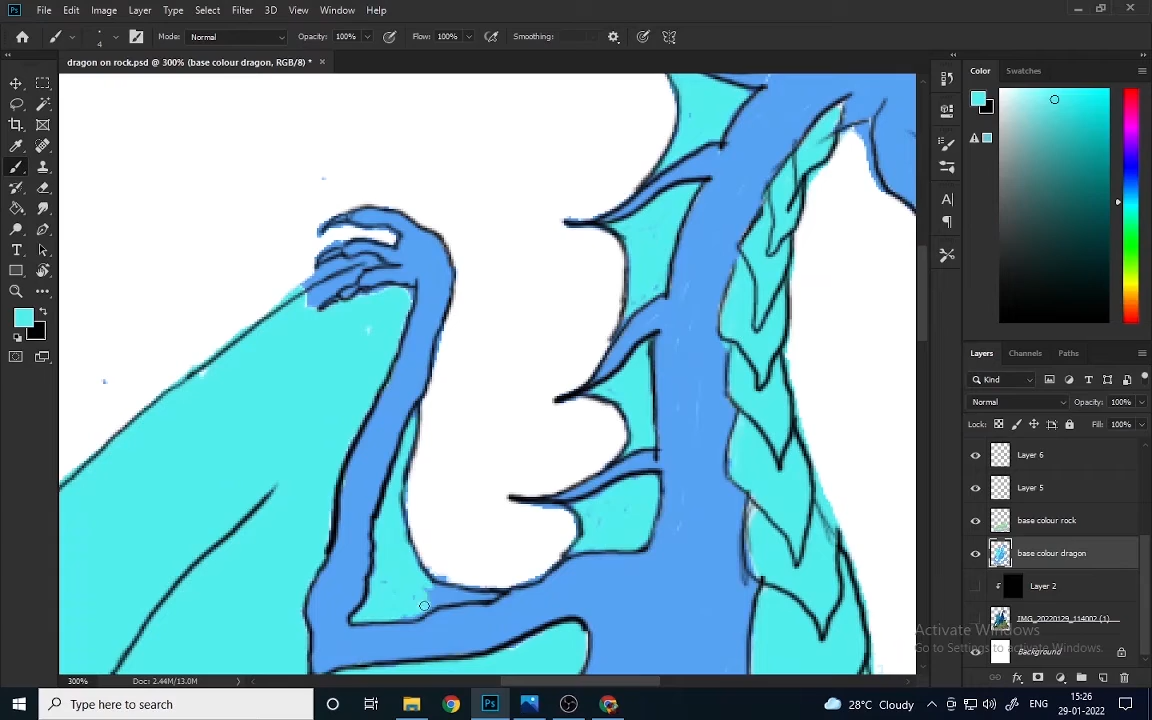 Ps File Edit Image Layer Type Select Filter 3D View Window Help
4 Mode: Normal Opacity: 100% Flow: 100% Smoothing:
dragon on rock.psd @ 300% (base colour dragon, RGB/8) * ×
Color Swatches
Layers Channels Paths
Kind
Normal Opacity: 100%
Lock: Fill: 100%
Layer 6
Layer 5
base colour rock
base colour dragon
Layer 2
IMG_20220129_114002 (1)
Activate Windows
Go to Settings to activate Windows.
Background
300% Doc: 2.44M/13.0M
fx
Type here to search
Ps
28°C Cloudy
ENG
15:26
29-01-2022